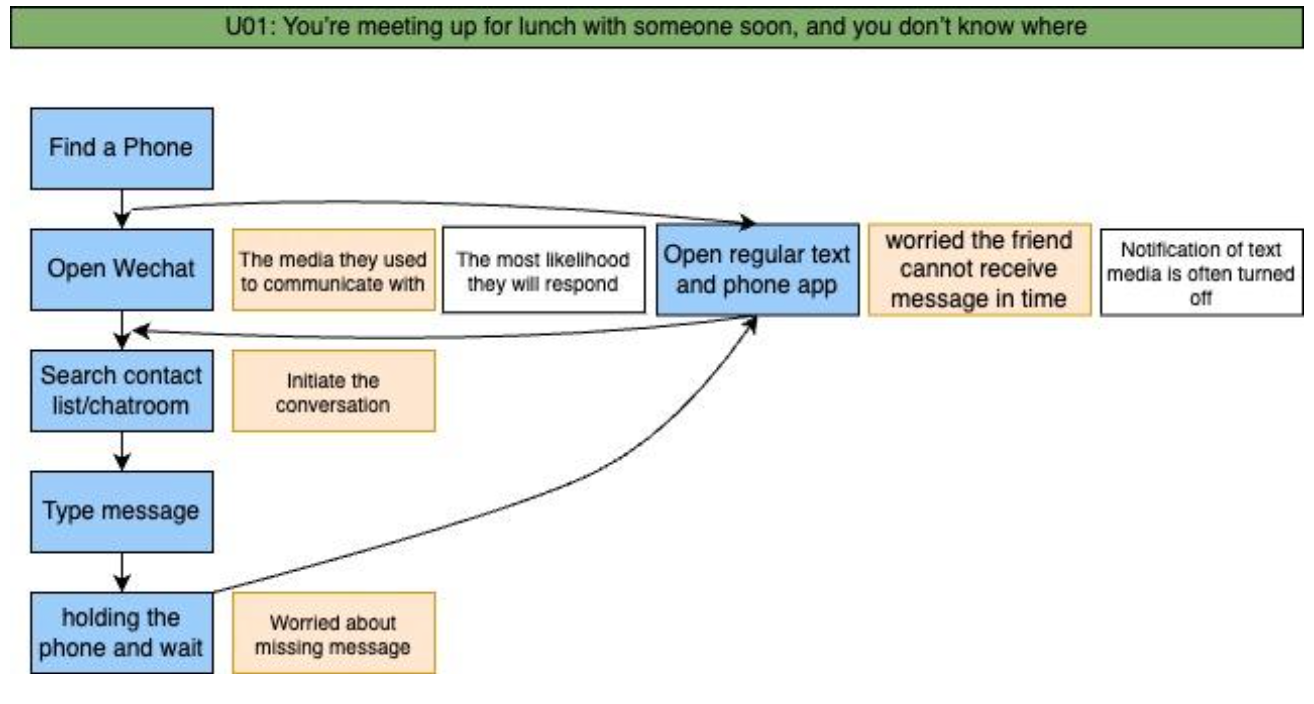 U01: You're meeting up for lunch with someone soon, and you don't know where
Find a Phone
Open Wechat
The media they used
to communicate with
The most likelihood
they will respond
Open regular text
and phone app
worried the friend
cannot receive
message in time
Notification of text
media is often turned
off
Search contact
list/chatroom
Initiate the
conversation
Type message
holding the
phone and wait
Worried about
missing message